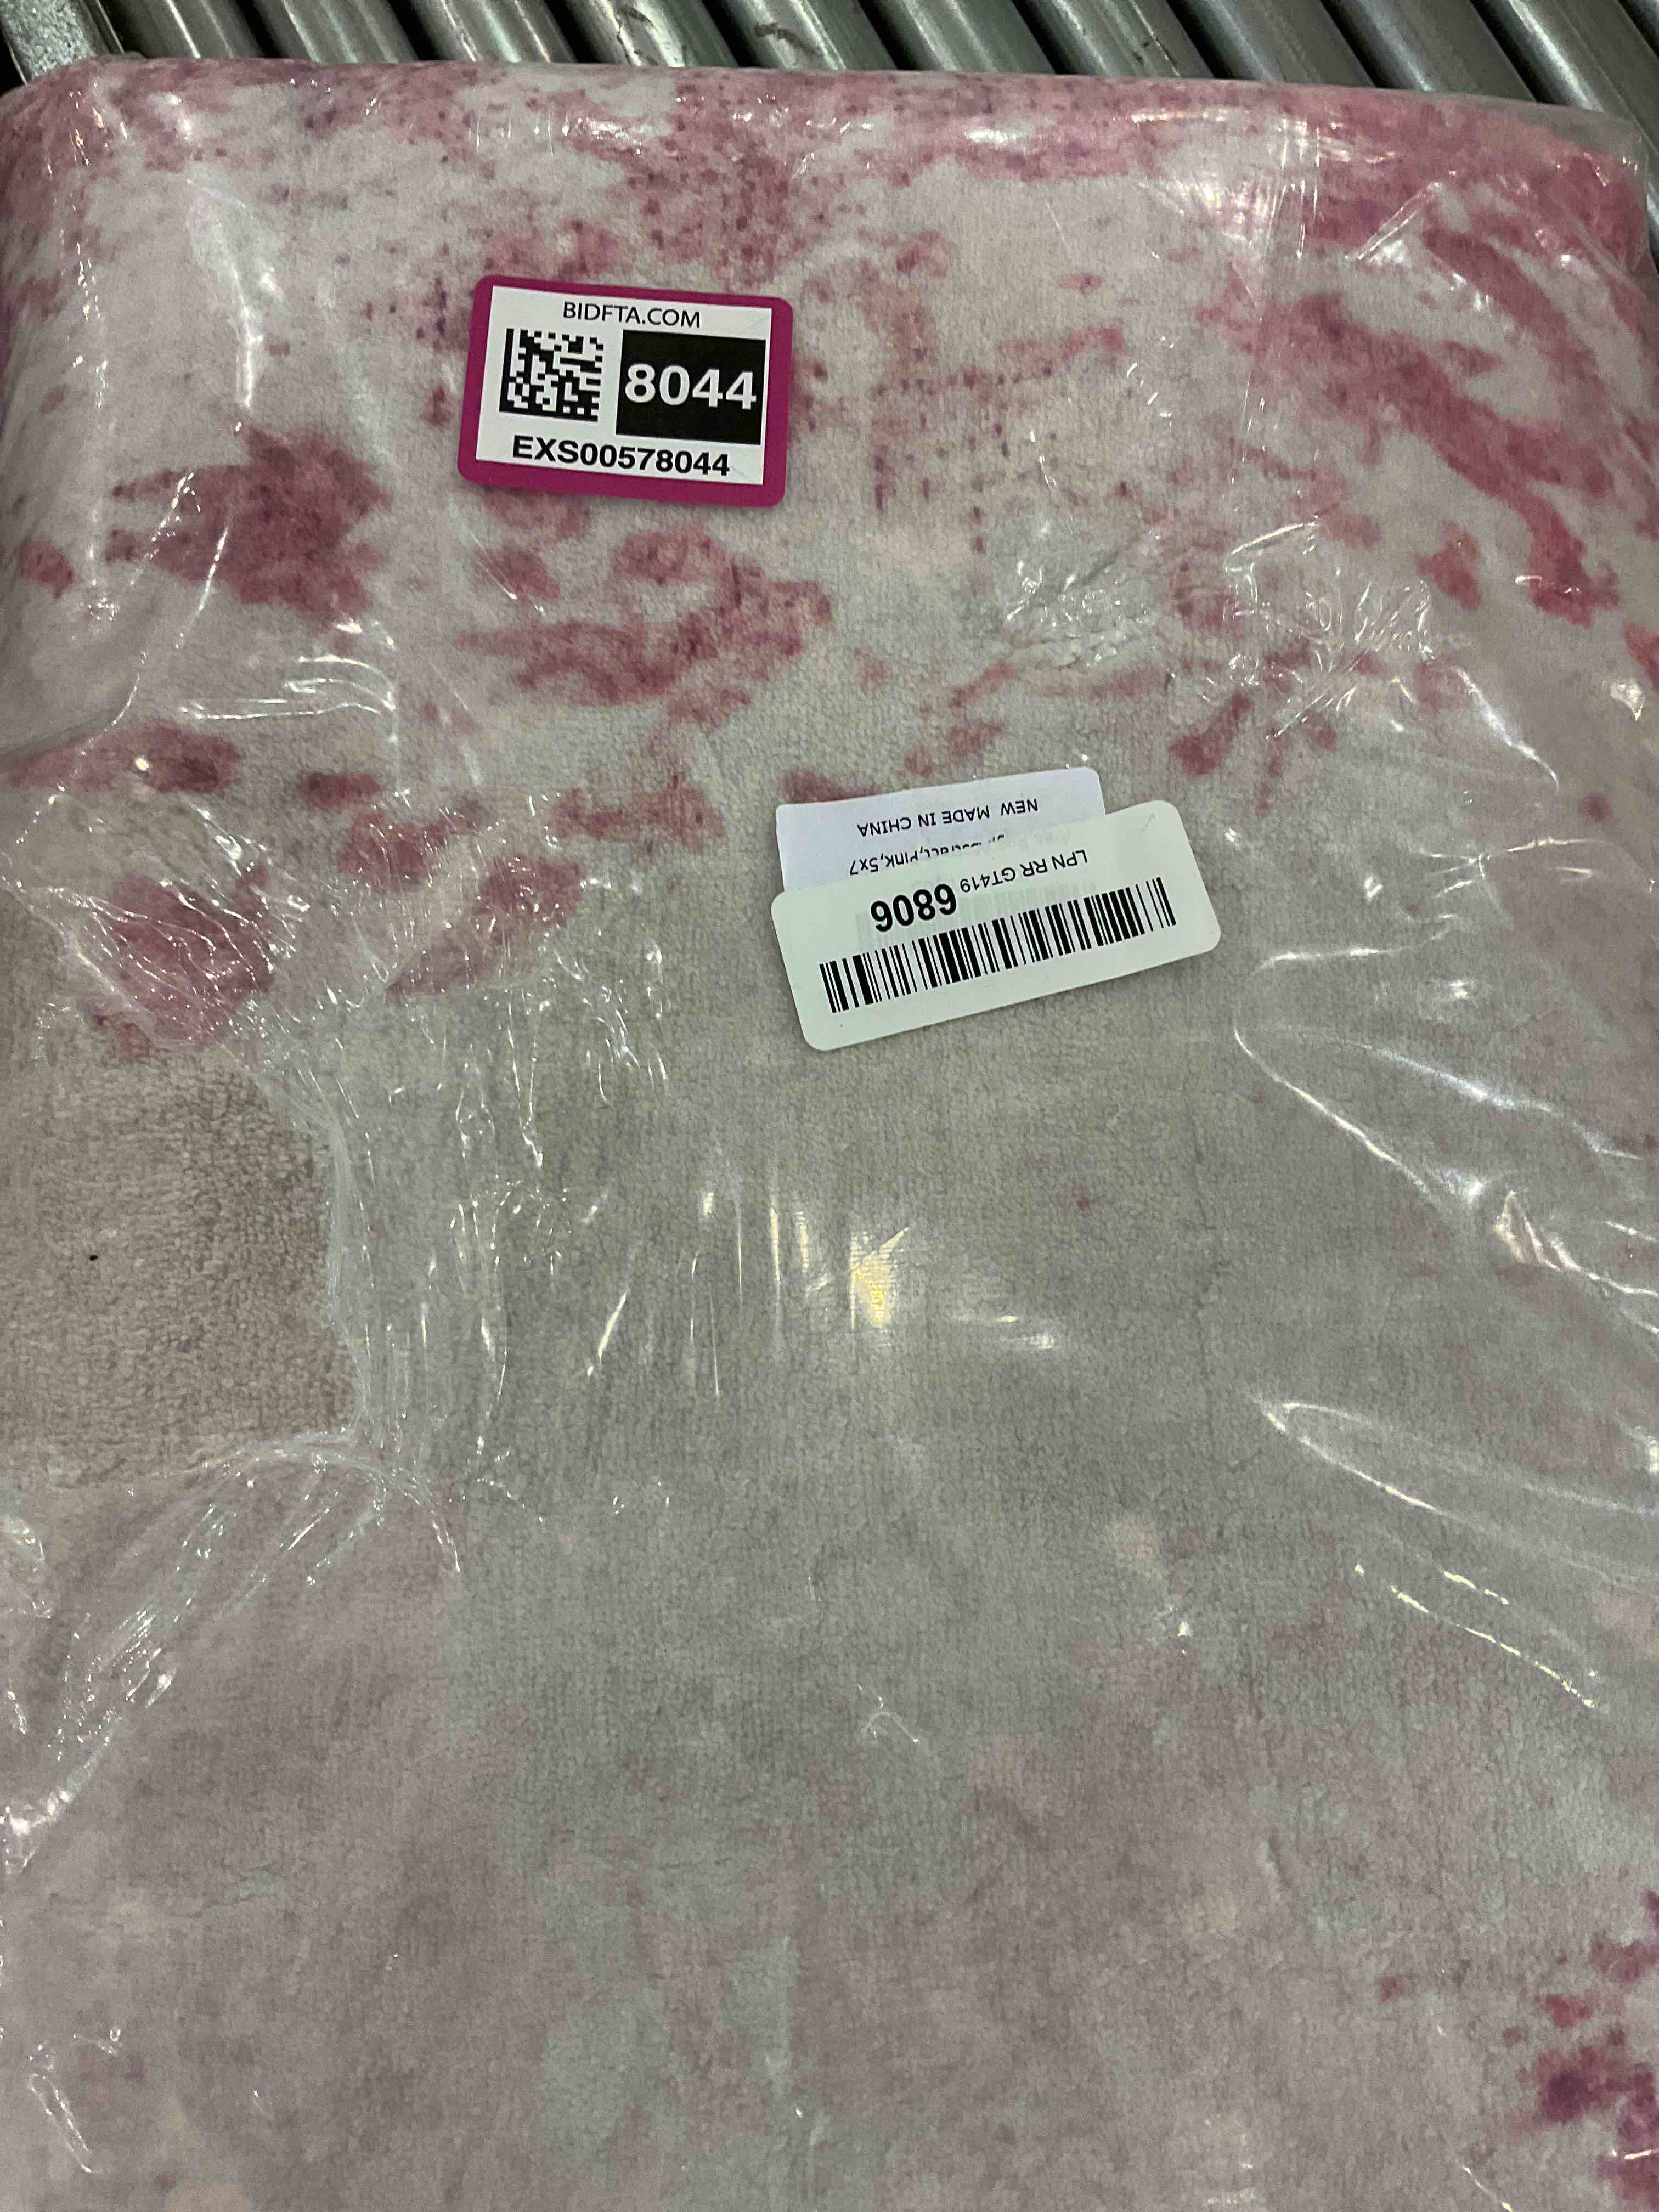 BIDFTA.COM
8044
EXS00578044
LPN RR GT419 6806
Pink,5x7
NEW MADE IN CHINA